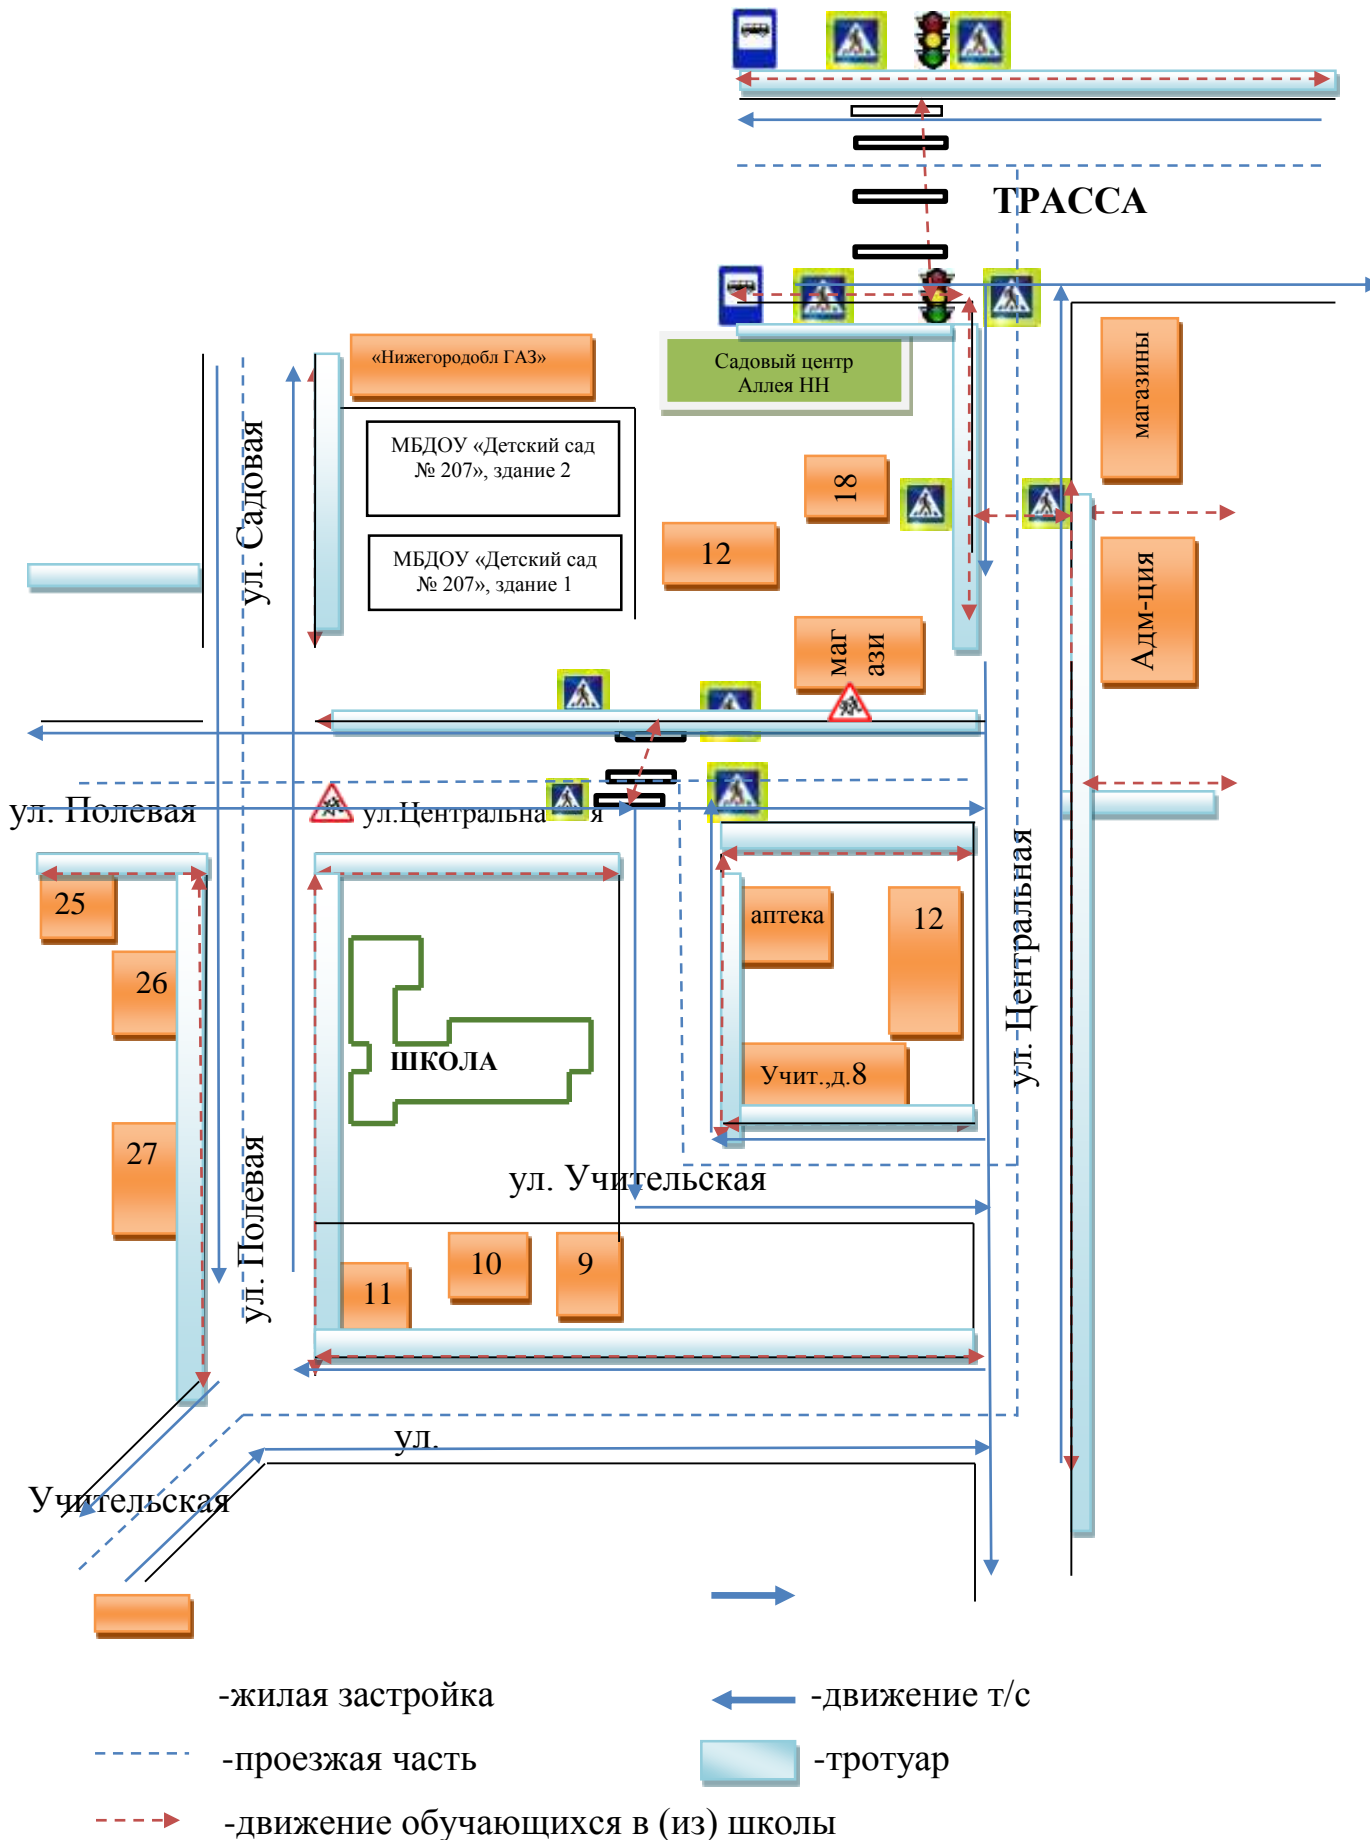 ТРАССА
«Нижегородобл ГАЗ»
Садовый центр
Аллея НН
магазины
МБДОУ «Детский сад
№ 207», здание 2
ул. Садовая
18
12
МБДОУ «Детский сад
№ 207», здание 1
Адм-ция
маг
ази
ул. Полевая
ул.Центральна я
ул. Центральная
25
аптека
12
26
ШКОЛА
Учит.,д.8
27
ул. Полевая
ул. Учительская
10
9
11
ул.
Учительская
-жилая застройка
-движение т/с
-проезжая часть
-тротуар
-движение обучающихся в (из) школы